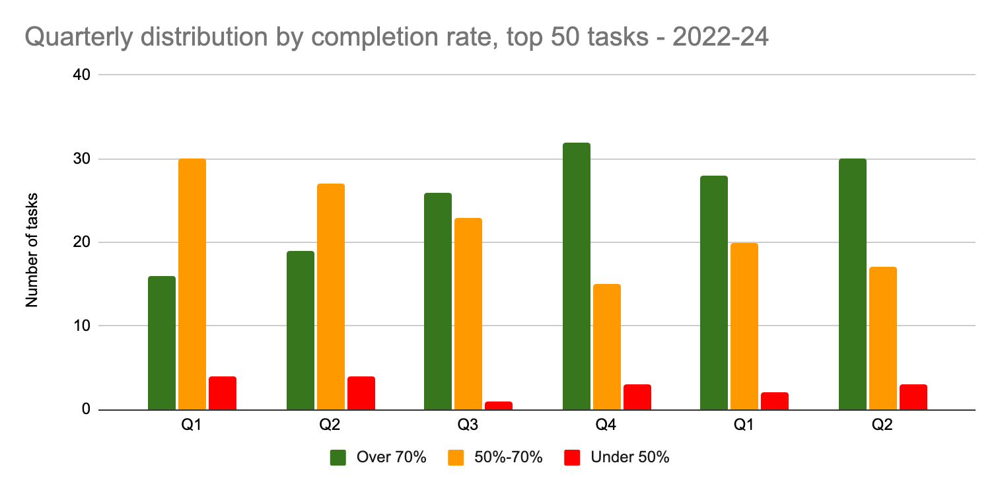 Quarterly distribution by completion rate, top 50 tasks - 2022-24
Number of tasks
40
30
20
10
0
Q1 Q2 Q3 Q4 Q1 Q2
Over 70% 50%-70% Under 50%